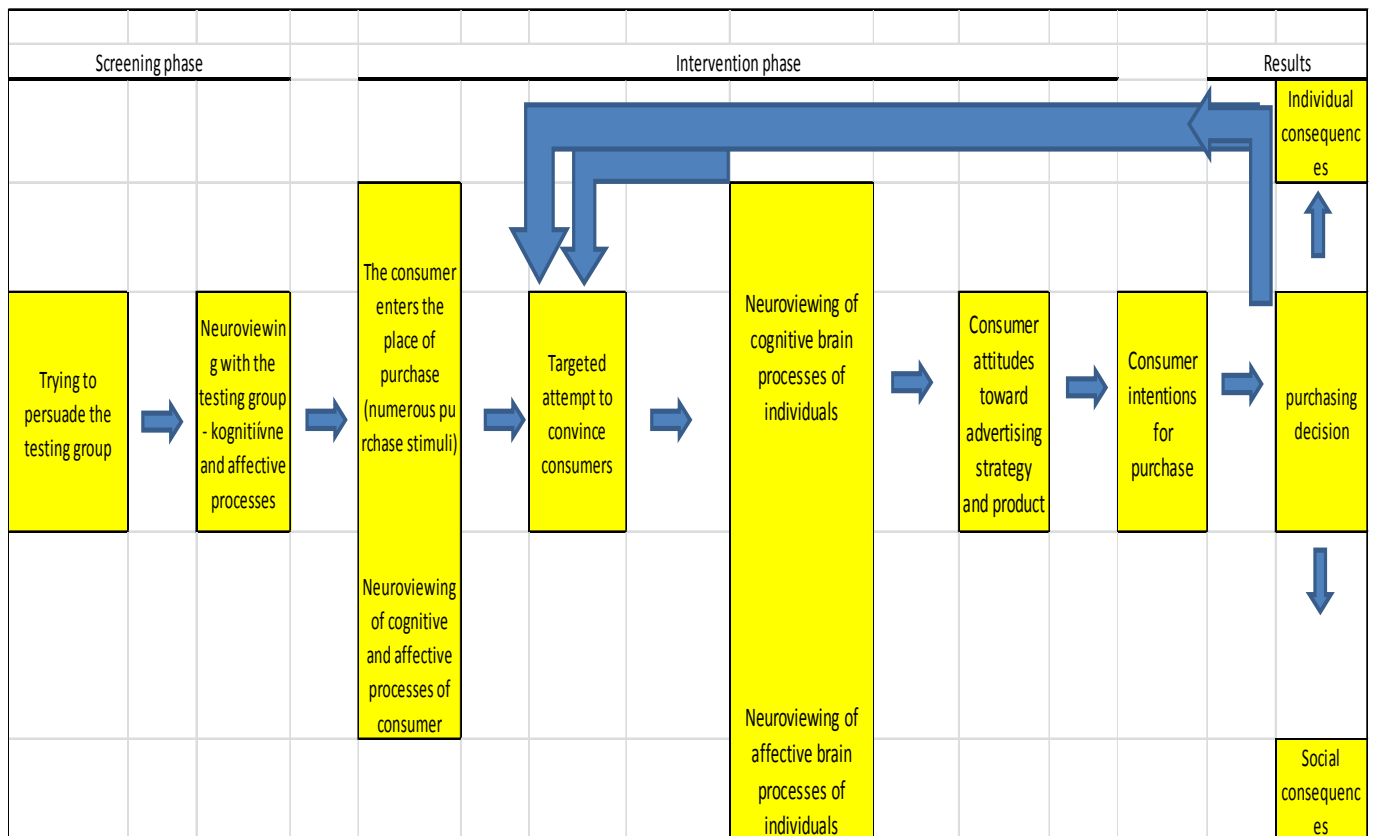 Screening phase
Intervention phase
Results
Individual
consequenc
es
Trying to
persuade the
testing group
Neuroviewin
g with the
testing group
- kognitiívne
and affective
processes
The consumer
enters the
place of
purchase
(numerous pu
rchase stimuli)
Neuroviewing
of cognitive
and affective
processes of
consumer
Targeted
attempt to
convince
consumers
Neuroviewing of
cognitive brain
processes of
individuals
Neuroviewing of
affective brain
processes of
individuals
Consumer
attitudes
toward
advertising
strategy
and product
Consumer
intentions
for
purchase
purchasing
decision
Social
consequenc
es